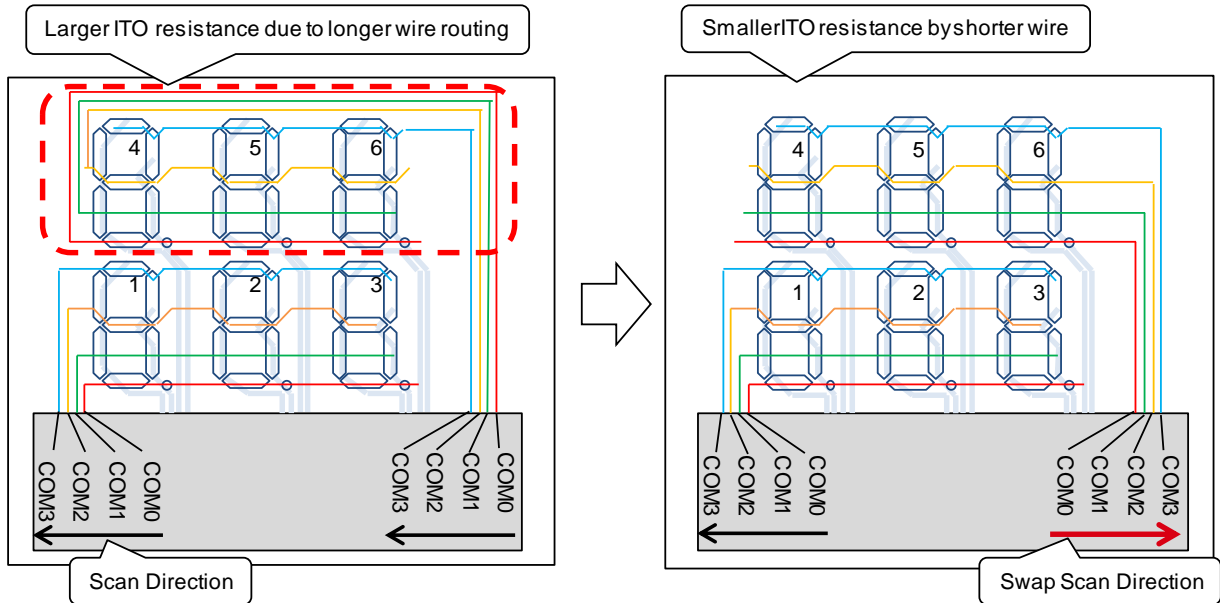 Larger ITO resistance due to longer wire routing
SmallerITO resistance byshorter wire
4 5 6
1 2 3
COM3 COM2 COM1 COM0
COM3 COM2 COM1 COM0
Scan Direction
4 5 6
1 2 3
COM3 COM2 COM1 COM0
COM0 COM1 COM2 COM3
Swap Scan Direction